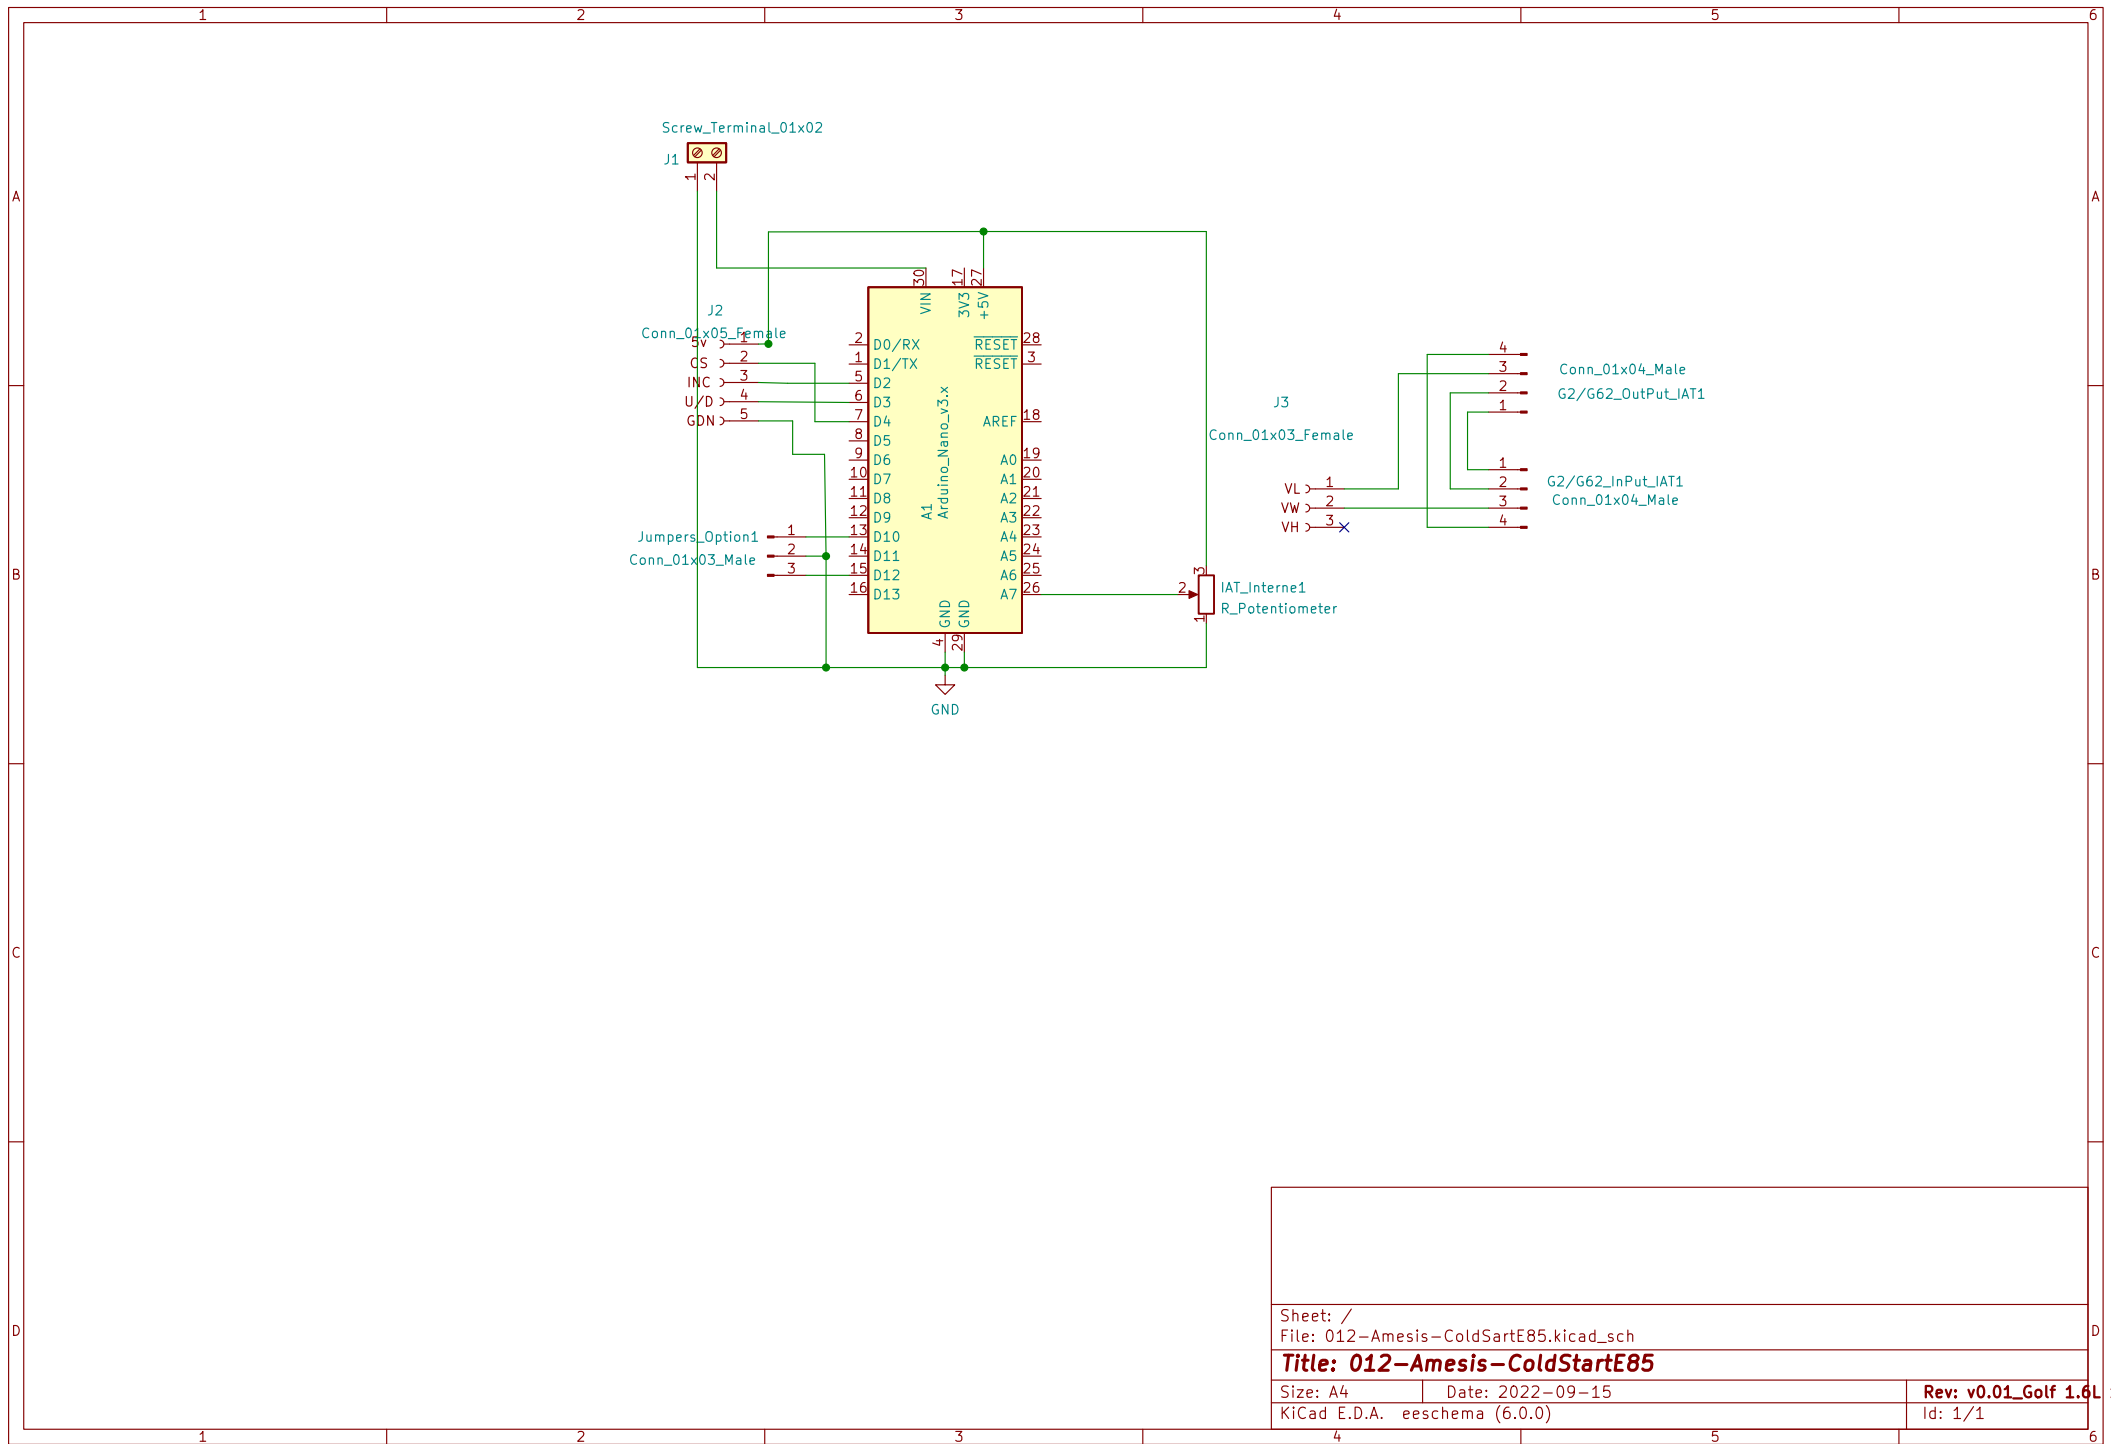 1 2 3 4 5 6
Screw_Terminal_01x02
J1
1 2
A A
30 17 27
VIN 3V3 +5V
J2
Conn_01x05_Female
5v 1
CS 2
INC 3
U/D 4
GDN 5
2 D0/RX
1 D1/TX
5 D2
6 D3
7 D4
8 D5
9 D6
10 D7
11 D8
12 D9
13 D10
14 D11
15 D12
16 D13
A1
Arduino_Nano_v3.x
RESET 28
RESET 3
AREF 18
A0 19
A1 20
A2 21
A3 22
A4 23
A5 24
A6 25
A7 26
GND GND
4 29
GND
Jumpers_Option1 1
2
Conn_01x03_Male
3
3
2 IAT_Interne1
R_Potentiometer
1
J3
Conn_01x03_Female
VL 1
VW 2
VH 3
4
3 Conn_01x04_Male
2 G2/G62_OutPut_IAT1
1
1
2 G2/G62_InPut_IAT1
3 Conn_01x04_Male
4
B B
C C
D D
Sheet: /
File: 012-Amesis-ColdSartE85.kicad_sch
Title: 012-Amesis-ColdStartE85
Size: A4 Date: 2022-09-15 Rev: v0.01_Golf 1.6L
KiCad E.D.A. eeschema (6.0.0) Id: 1/1
1 2 3 4 5 6